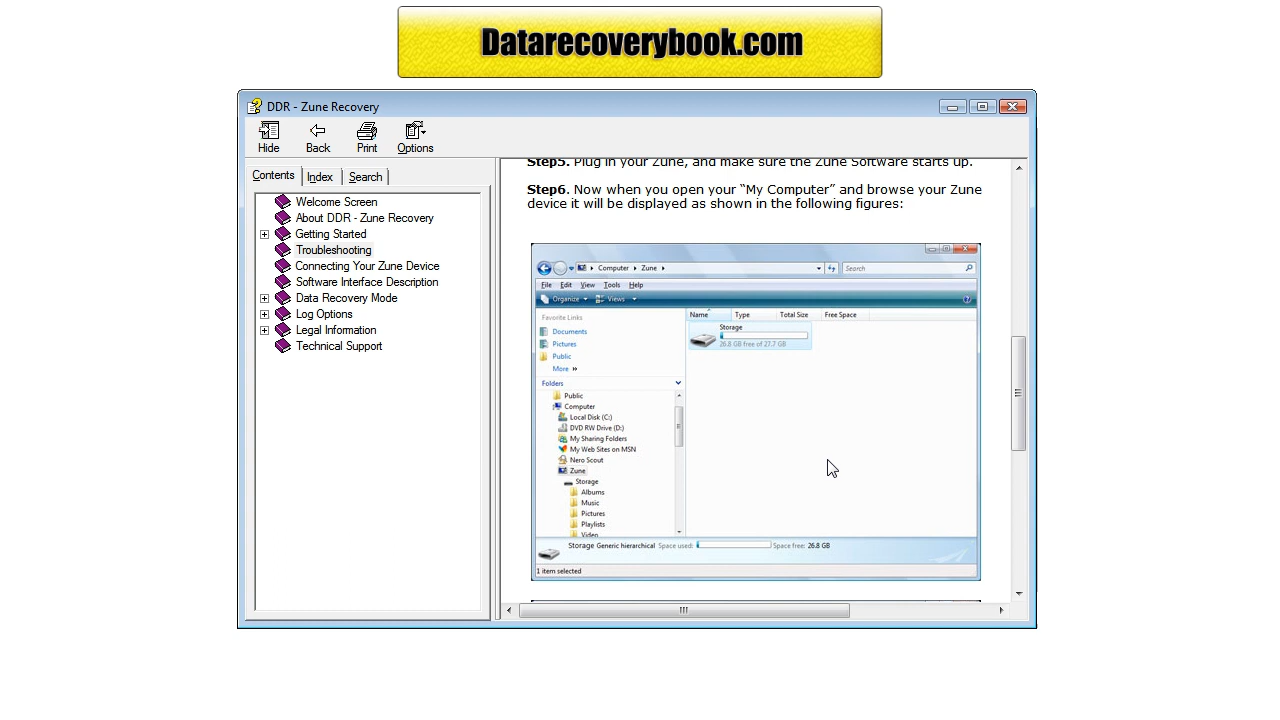 Datarecoverybook.com
DDR - Zune Recovery
Hide Back Print Options
Contents Index Search
Welcome Screen
About DDR - Zune Recovery
Getting Started
Troubleshooting
Connecting Your Zune Device
Software Interface Description
Data Recovery Mode
Log Options
Legal Information
Technical Support
Step5. Plug in your Zune, and make sure the Zune Software starts up.
Step6. Now when you open your “My Computer” and browse your Zune
device it will be displayed as shown in the following figures:
Computer Zune Search
File Edit View Tools Help
Organize Views
Favorite Links
Documents
Pictures
Public
More
Folders
Public
Computer
Local Disk (C:)
DVD RW Drive (D:)
My Sharing Folders
My Web Sites on MSN
Nero Scout
Zune
Storage
Albums
Music
Pictures
Playlists
Video
Name Type Total Size Free Space
Storage
26.8 GB free of 27.7 GB
Storage Generic hierarchical Space used: Space free: 26.8 GB
1 item selected